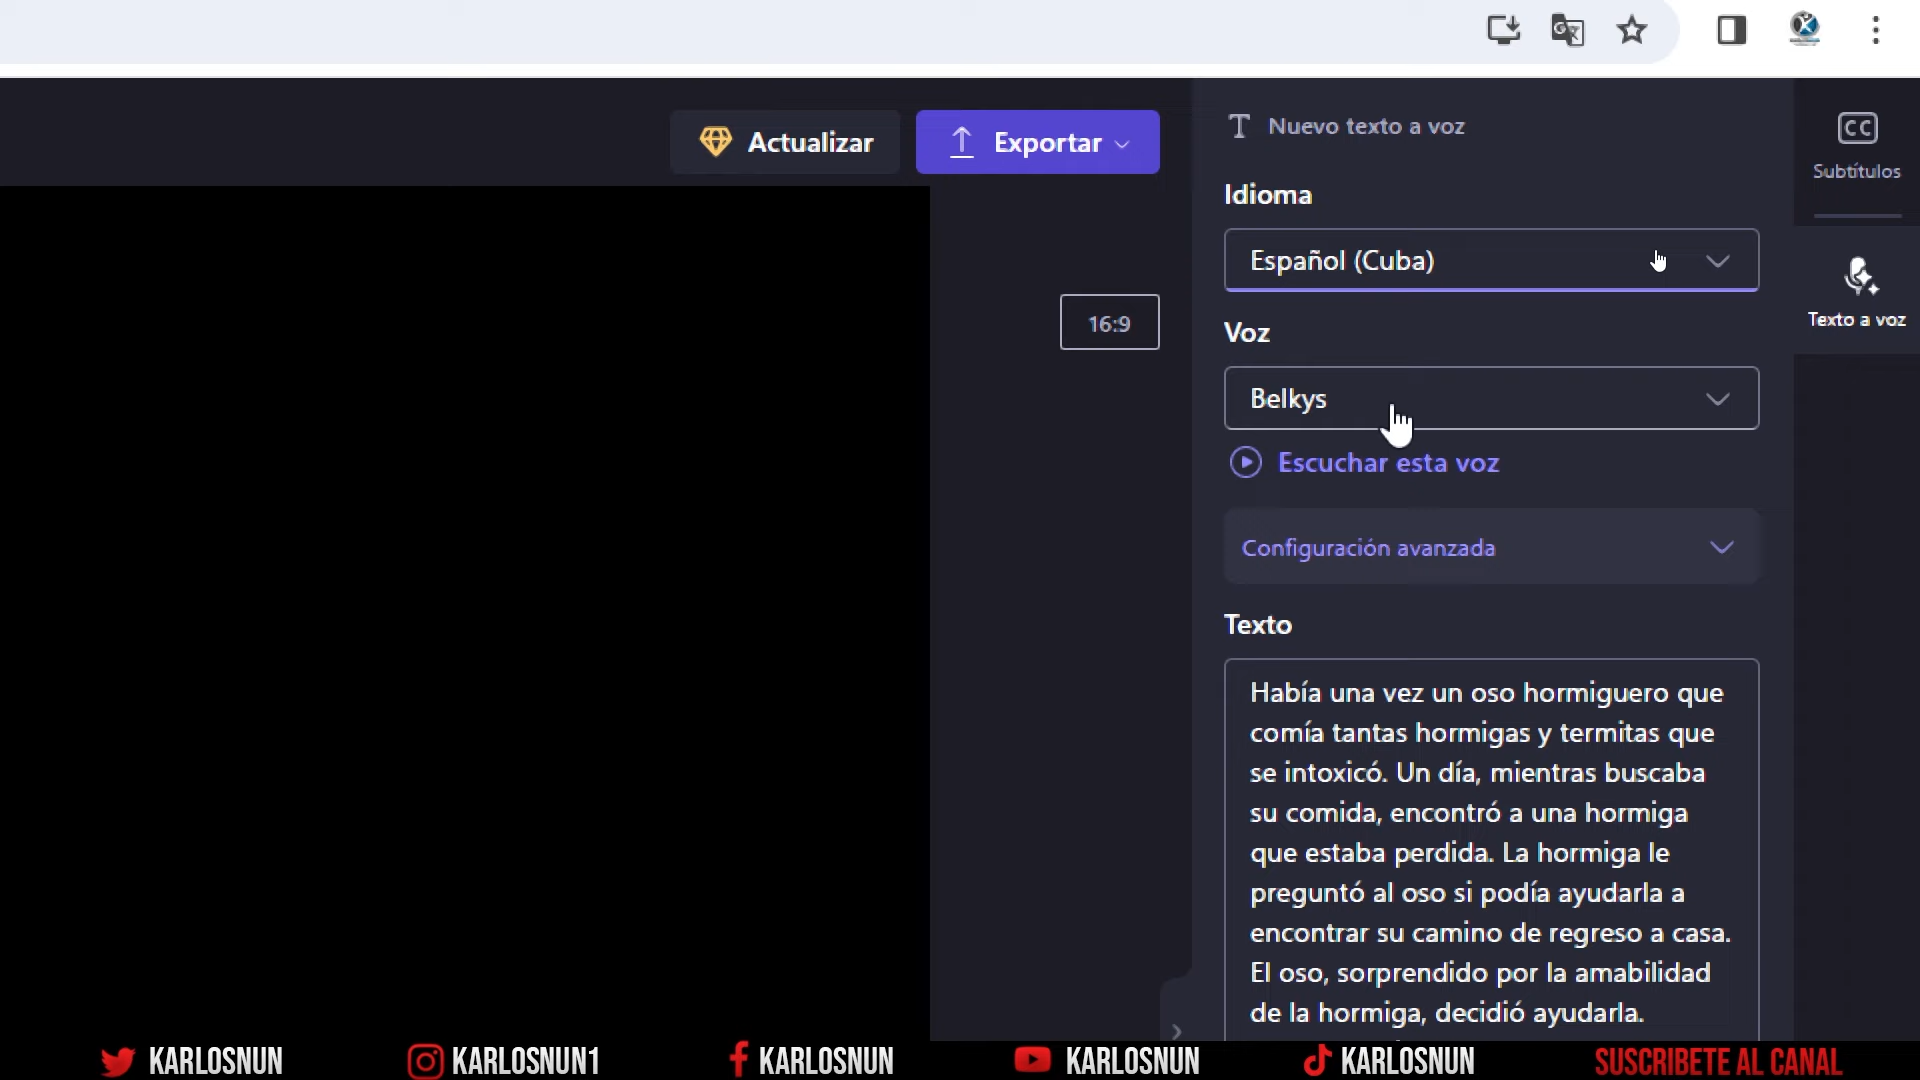 Actualizar
Exportar
16:9
Nuevo texto a voz
Idioma
Español (Cuba)
Voz
Belkys
Escuchar esta voz
Configuración avanzada
Texto
Había una vez un oso hormiguero que
comía tantas hormigas y termitas que
se intoxicó. Un día, mientras buscaba
su comida, encontró a una hormiga
que estaba perdida. La hormiga le
preguntó al oso si podía ayudarla a
encontrar su camino de regreso a casa.
El oso, sorprendido por la amabilidad
de la hormiga, decidió ayudarla.
CC
Subtítulos
Texto a voz
KARLOSNUN
KARLOSNUN1
KARLOSNUN
KARLOSNUN
KARLOSNUN
SUSCRIBETE AL CANAL